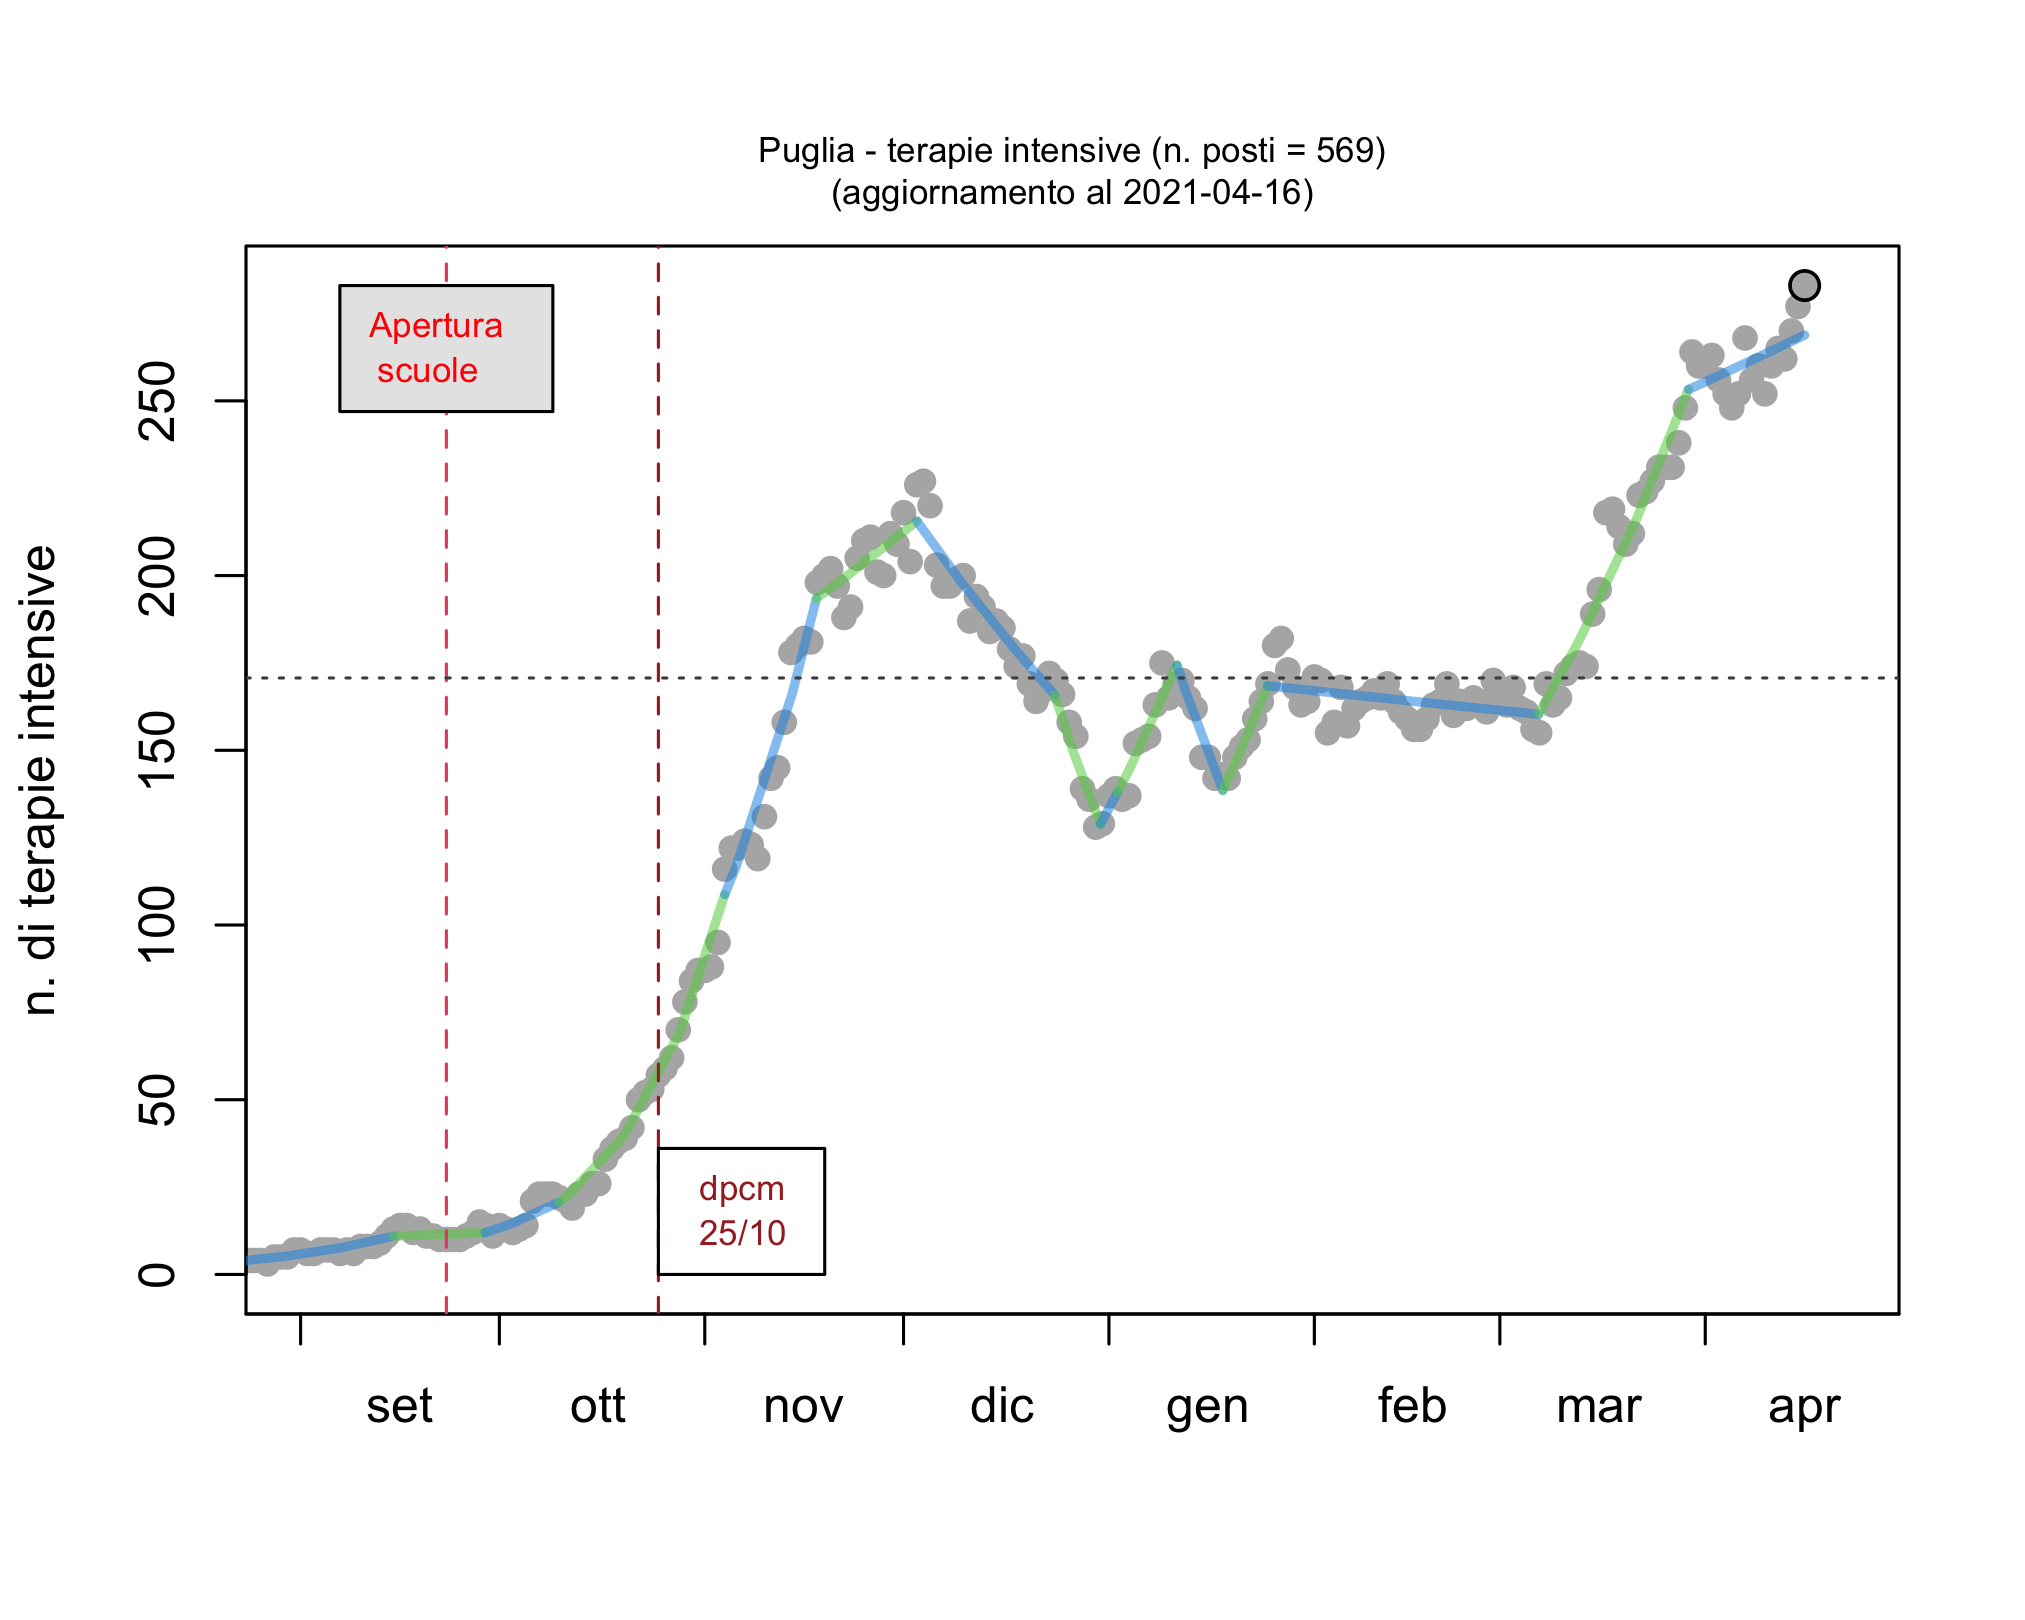 Puglia - terapie intensive (n. posti = 569)
(aggiornamento al 2021-04-16)
Apertura
scuole
n. di terapie intensive
250
200
150
100
50
0
dpcm
25/10
set ott nov dic gen feb mar apr